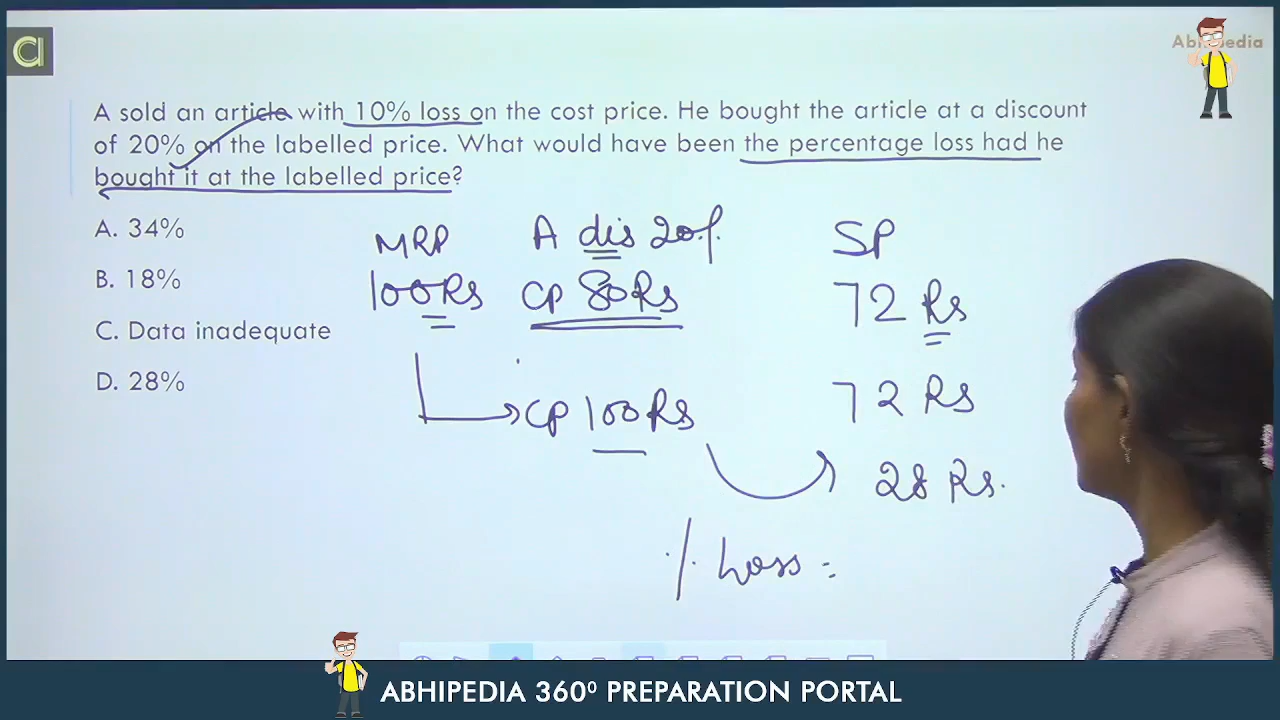 Abhipedia
A sold an article with 10% loss on the cost price. He bought the article at a discount
of 20% on the labelled price. What would have been the percentage loss had he
bought it at the labelled price?
A. 34%
B. 18%
C. Data inadequate
D. 28%
MRP A dis 20% SP
100Rs CP 80Rs 72 Rs
CP 100Rs 72 Rs
28 Rs.
% Loss =
ABHIPEDIA 360⁰ PREPARATION PORTAL